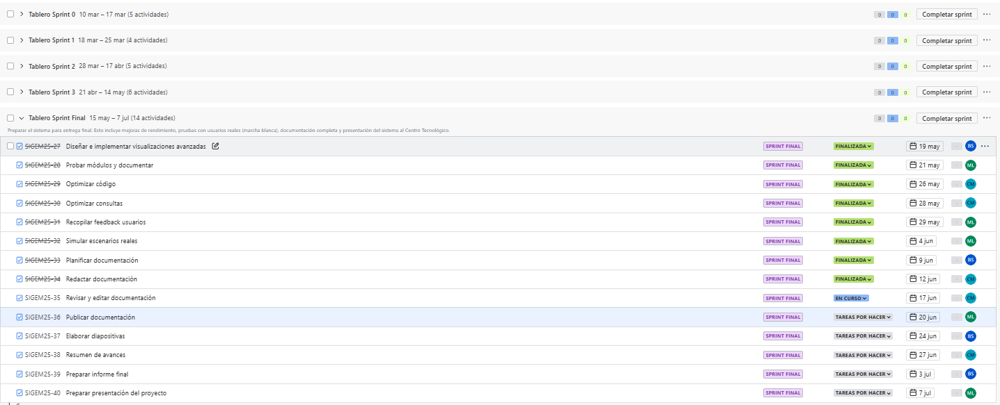 Tablero Sprint 0 10 mar – 17 mar (5 actividades) 0 0 0 Completar sprint ···
Tablero Sprint 1 18 mar – 25 mar (4 actividades) 0 0 0 Completar sprint ···
Tablero Sprint 2 28 mar – 17 abr (5 actividades) 0 0 0 Completar sprint ···
Tablero Sprint 3 21 abr – 14 may (6 actividades) 0 0 0 Completar sprint ···
Tablero Sprint Final 15 may – 7 jul (14 actividades) 0 0 0 Completar sprint ···
Preparar el sistema para entrega final. Esto incluye mejoras de rendimiento, pruebas con usuarios reales (marcha blanca), documentación completa y presentación del sistema al Centro Tecnológico.
SIGEM25-27 Diseñar e implementar visualizaciones avanzadas SPRINT FINAL FINALIZADA 19 may - BS ···
SIGEM25-28 Probar módulos y documentar SPRINT FINAL FINALIZADA 21 may - ML
SIGEM25-29 Optimizar código SPRINT FINAL FINALIZADA 26 may - CM
SIGEM25-30 Optimizar consultas SPRINT FINAL FINALIZADA 28 may - CM
SIGEM25-31 Recopilar feedback usuarios SPRINT FINAL FINALIZADA 29 may - ML
SIGEM25-32 Simular escenarios reales SPRINT FINAL FINALIZADA 4 jun - ML
SIGEM25-33 Planificar documentación SPRINT FINAL FINALIZADA 9 jun - BS
SIGEM25-34 Redactar documentación SPRINT FINAL FINALIZADA 12 jun - CM
SIGEM25-35 Revisar y editar documentación SPRINT FINAL EN CURSO 17 jun - CM
SIGEM25-36 Publicar documentación SPRINT FINAL TAREAS POR HACER 20 jun - ML
SIGEM25-37 Elaborar diapositivas SPRINT FINAL TAREAS POR HACER 24 jun - BS
SIGEM25-38 Resumen de avances SPRINT FINAL TAREAS POR HACER 27 jun - CM
SIGEM25-39 Preparar informe final SPRINT FINAL TAREAS POR HACER 3 jul - BS
SIGEM25-40 Preparar presentación del proyecto SPRINT FINAL TAREAS POR HACER 7 jul - ML